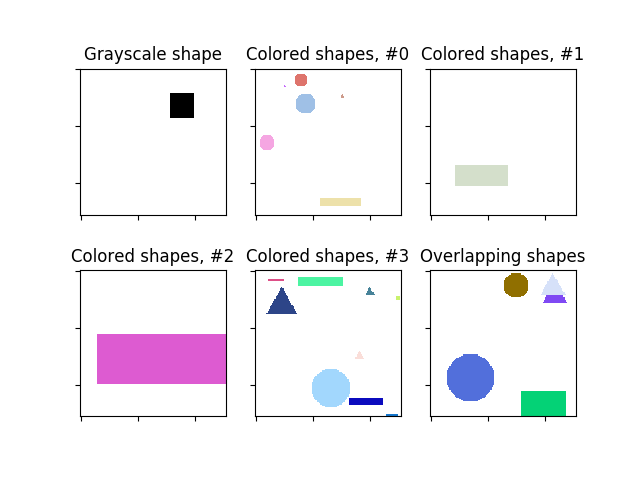 Grayscale shape
Colored shapes, #0
Colored shapes, #1
Colored shapes, #2
Colored shapes, #3
Overlapping shapes